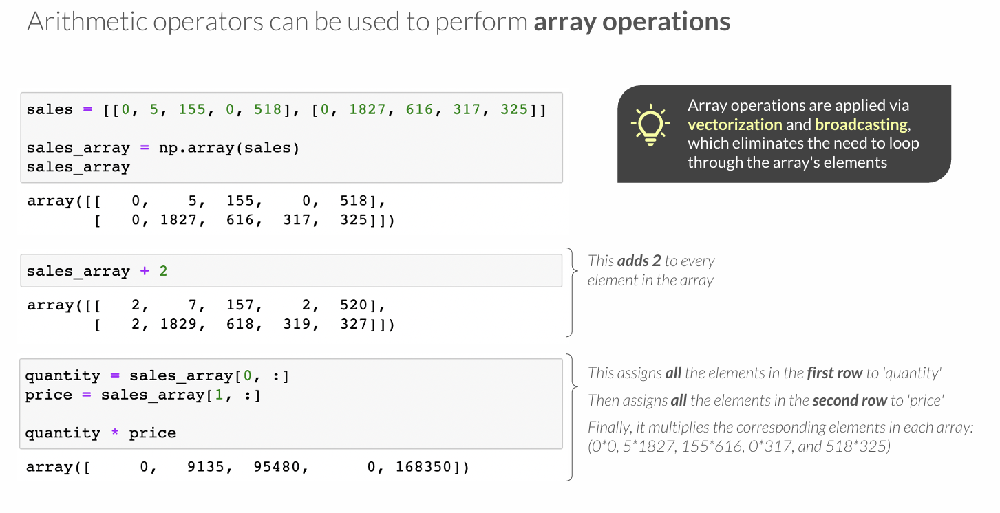 Arithmetic operators can be used to perform array operations
sales = [[0, 5, 155, 0, 518], [0, 1827, 616, 317, 325]]
sales_array = np.array(sales)
sales_array
array([[   0,    5,  155,    0,  518],
       [   0, 1827,  616,  317,  325]])
Array operations are applied via
vectorization and broadcasting,
which eliminates the need to loop
through the array's elements
sales_array + 2
array([[   2,    7,  157,    2,  520],
       [   2, 1829,  618,  319,  327]])
This adds 2 to every
element in the array
quantity = sales_array[0, :]
price = sales_array[1, :]
quantity * price
array([     0,   9135,  95480,      0, 168350])
This assigns all the elements in the first row to 'quantity'
Then assigns all the elements in the second row to 'price'
Finally, it multiplies the corresponding elements in each array:
(0*0, 5*1827, 155*616, 0*317, and 518*325)